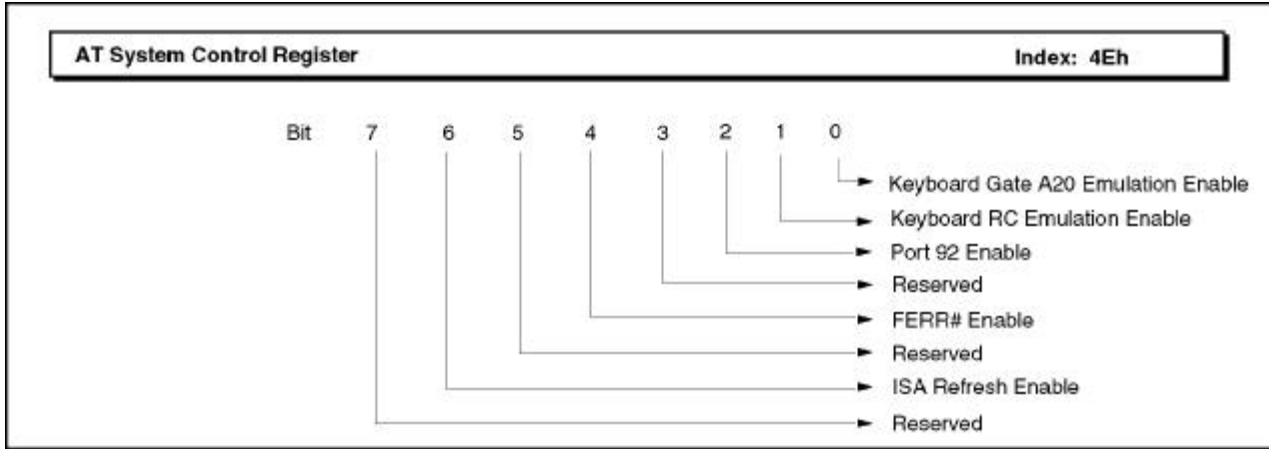 AT System Control Register Index: 4Eh
Bit 7 6 5 4 3 2 1 0
Keyboard Gate A20 Emulation Enable
Keyboard RC Emulation Enable
Port 92 Enable
Reserved
FERR# Enable
Reserved
ISA Refresh Enable
Reserved